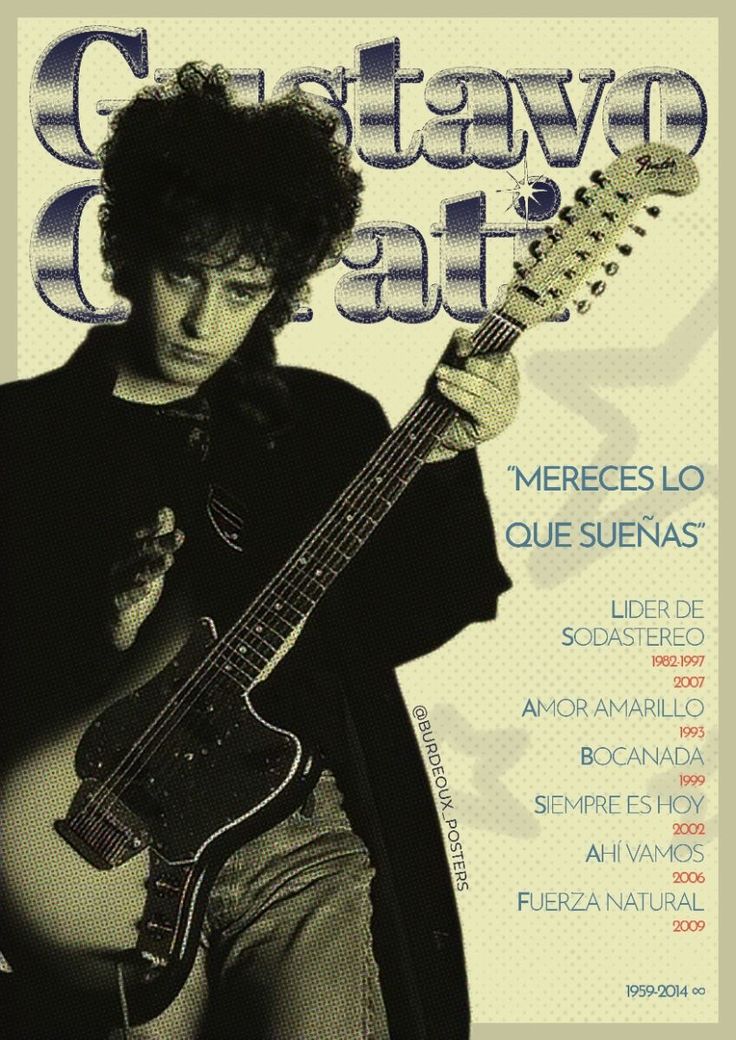 Gustavo
Cerati
Fender
“MERECES LO
QUE SUEÑAS”
LIDER DE
SODASTEREO
1982-1997
2007
AMOR AMARILLO
1993
BOCANADA
1999
SIEMPRE ES HOY
2002
AHÍ VAMOS
2006
FUERZA NATURAL
2009
@BURDEOUX_POSTERS
1959-2014 ∞